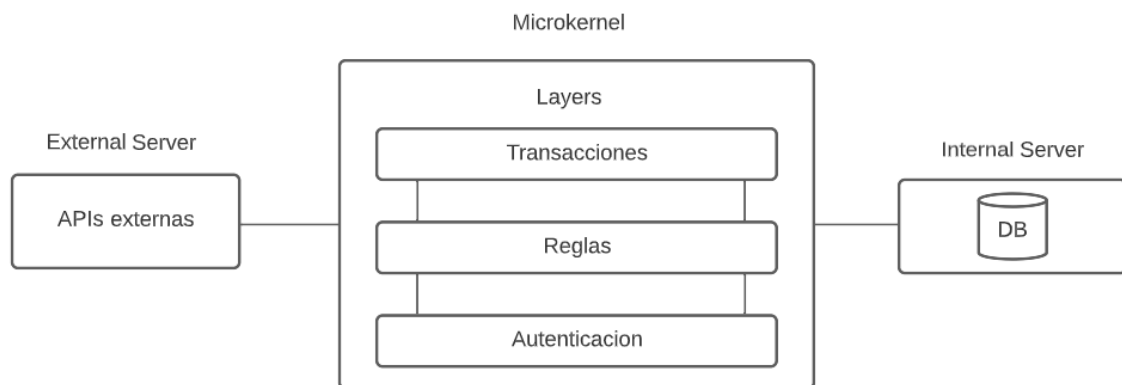 Microkernel
Layers
External Server
Transacciones
Internal Server
APIs externas
DB
Reglas
Autenticacion